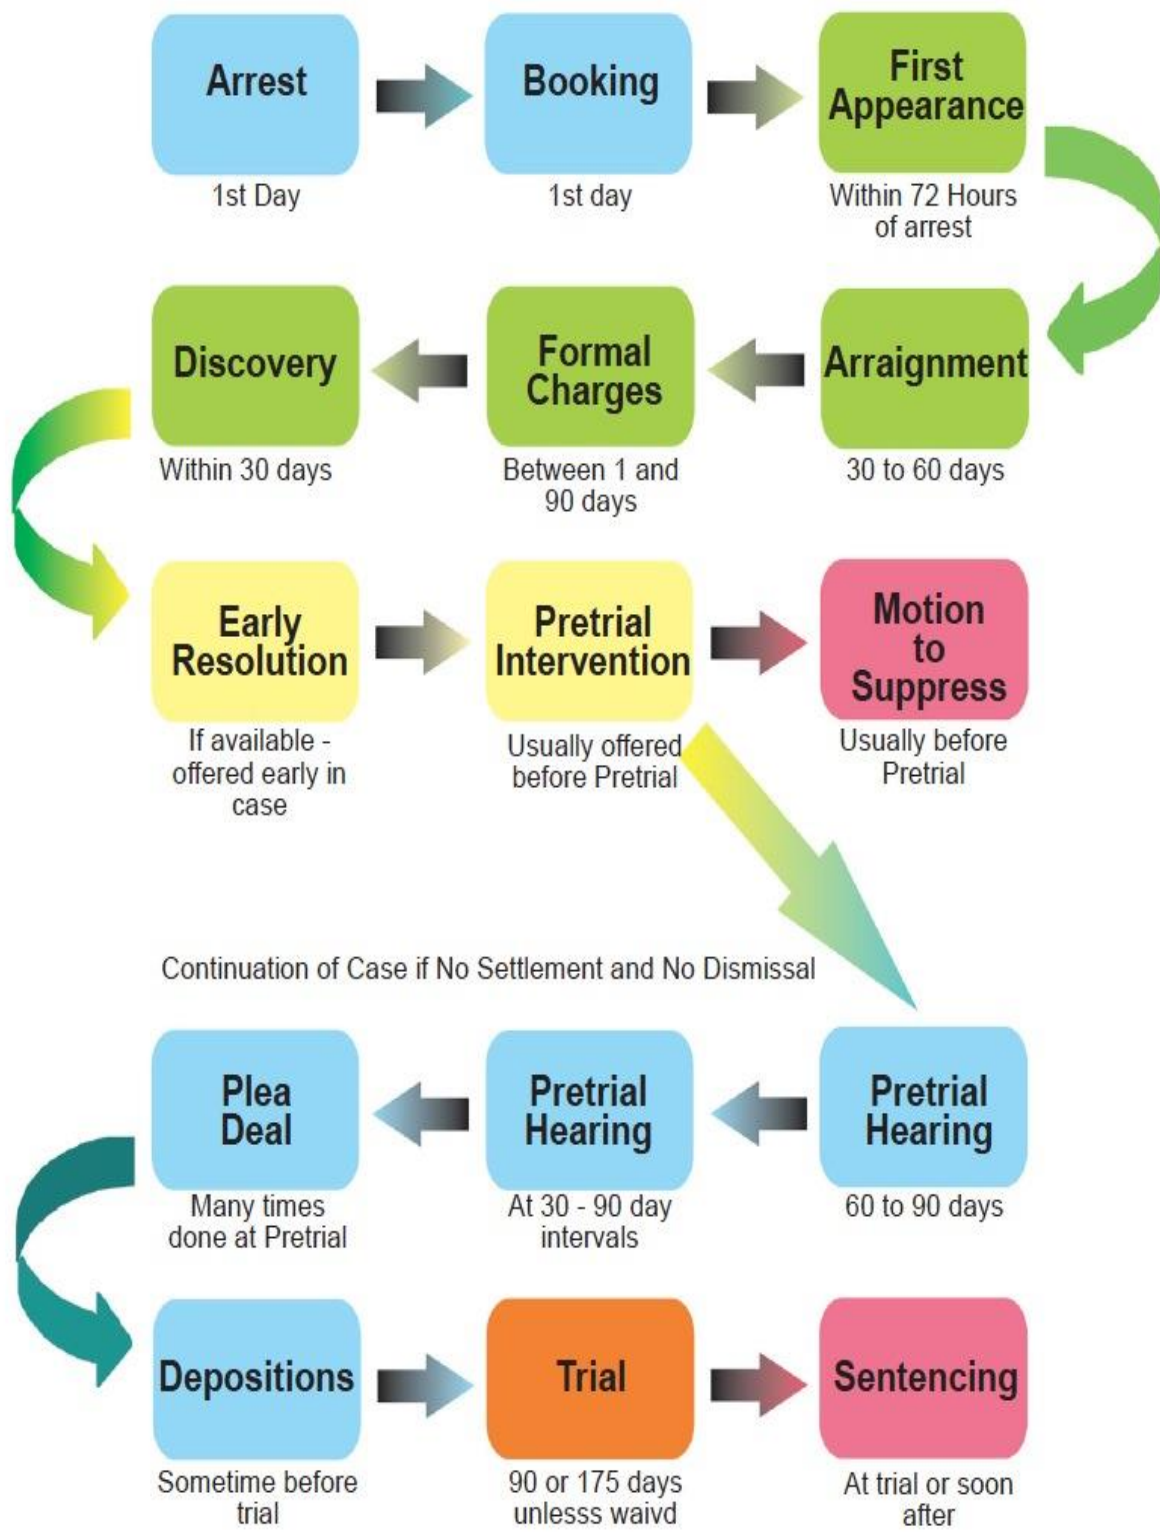 Arrest
1st Day
Booking
1st day
First
Appearance
Within 72 Hours
of arrest
Arraignment
30 to 60 days
Formal
Charges
Between 1 and
90 days
Discovery
Within 30 days
Early
Resolution
If available -
offered early in
case
Pretrial
Intervention
Usually offered
before Pretrial
Motion
to
Suppress
Usually before
Pretrial
Continuation of Case if No Settlement and No Dismissal
Pretrial
Hearing
60 to 90 days
Pretrial
Hearing
At 30 - 90 day
intervals
Plea
Deal
Many times
done at Pretrial
Depositions
Sometime before
trial
Trial
90 or 175 days
unlesss waivd
Sentencing
At trial or soon
after